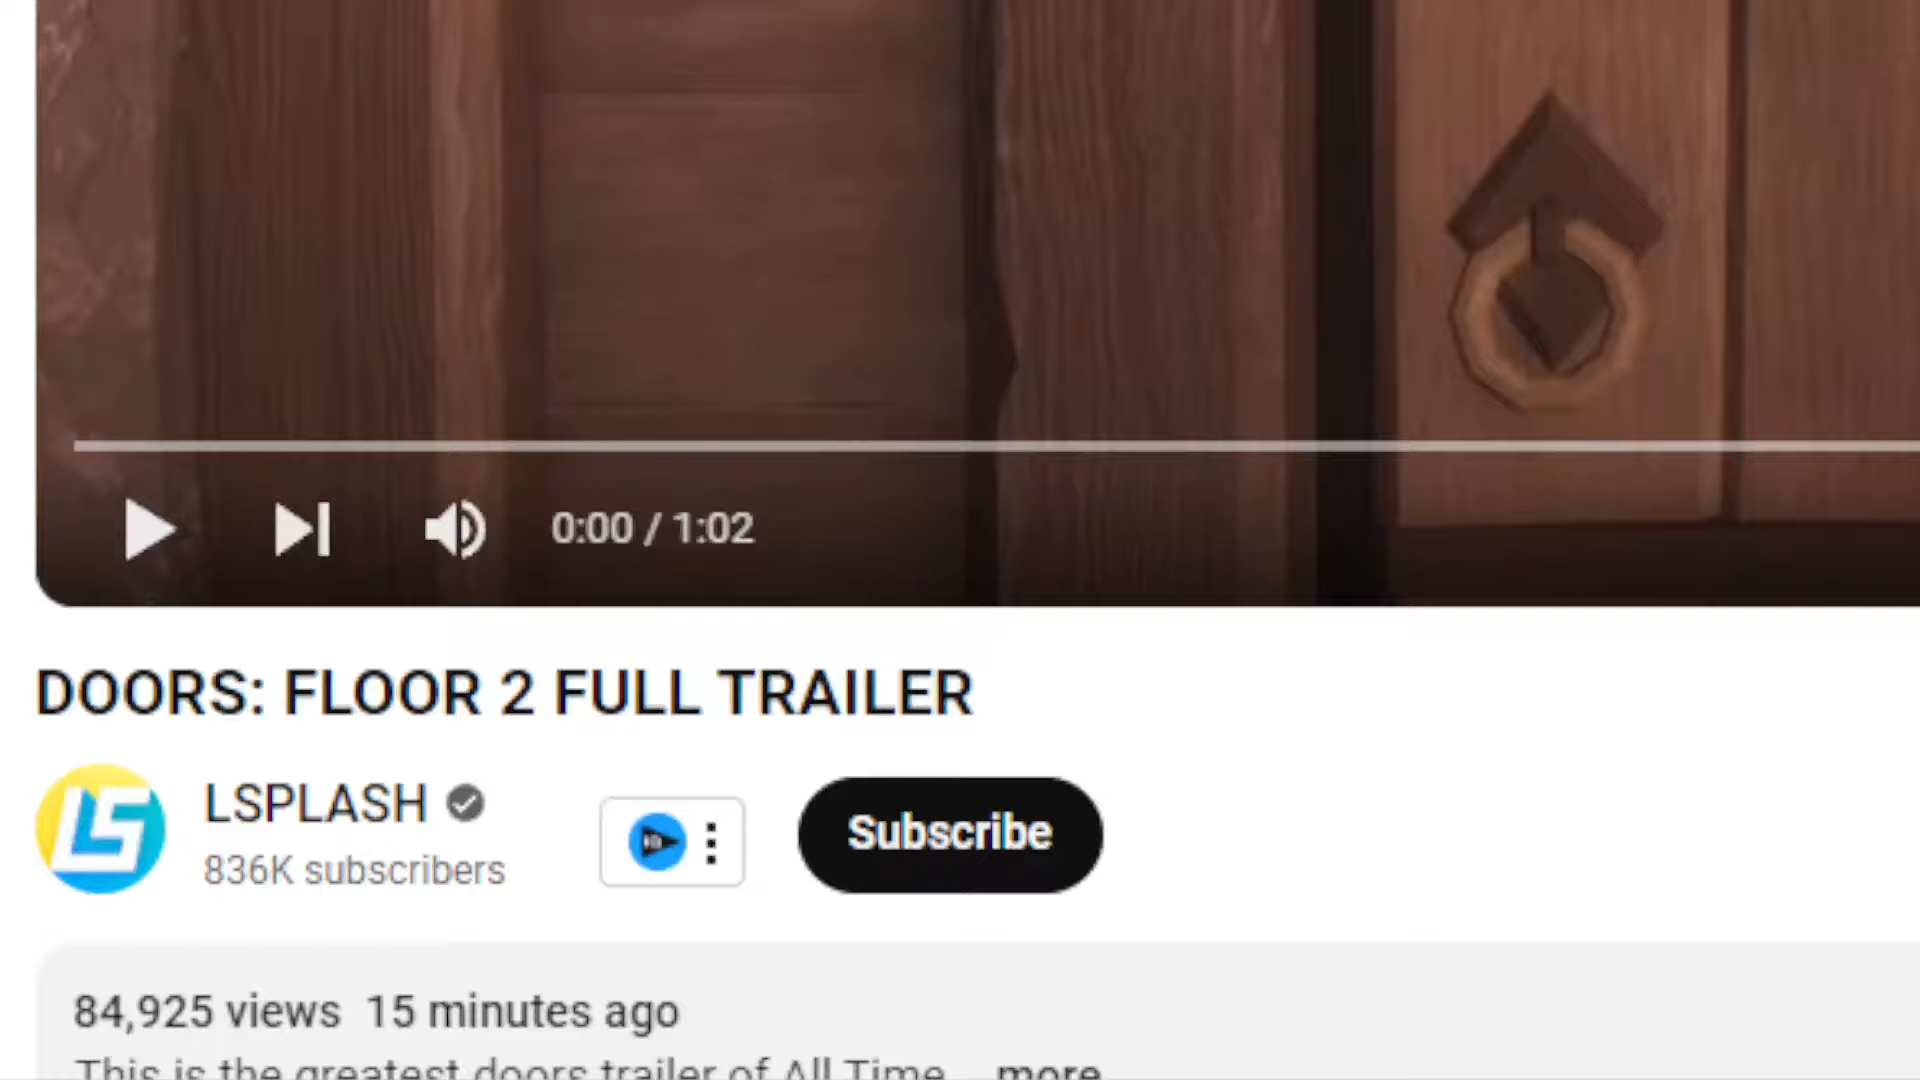 0:00 / 1:02
DOORS: FLOOR 2 FULL TRAILER
LS
LSPLASH
836K subscribers
Subscribe
84,925 views 15 minutes ago
This is the greatest doors trailer of All Time ...more